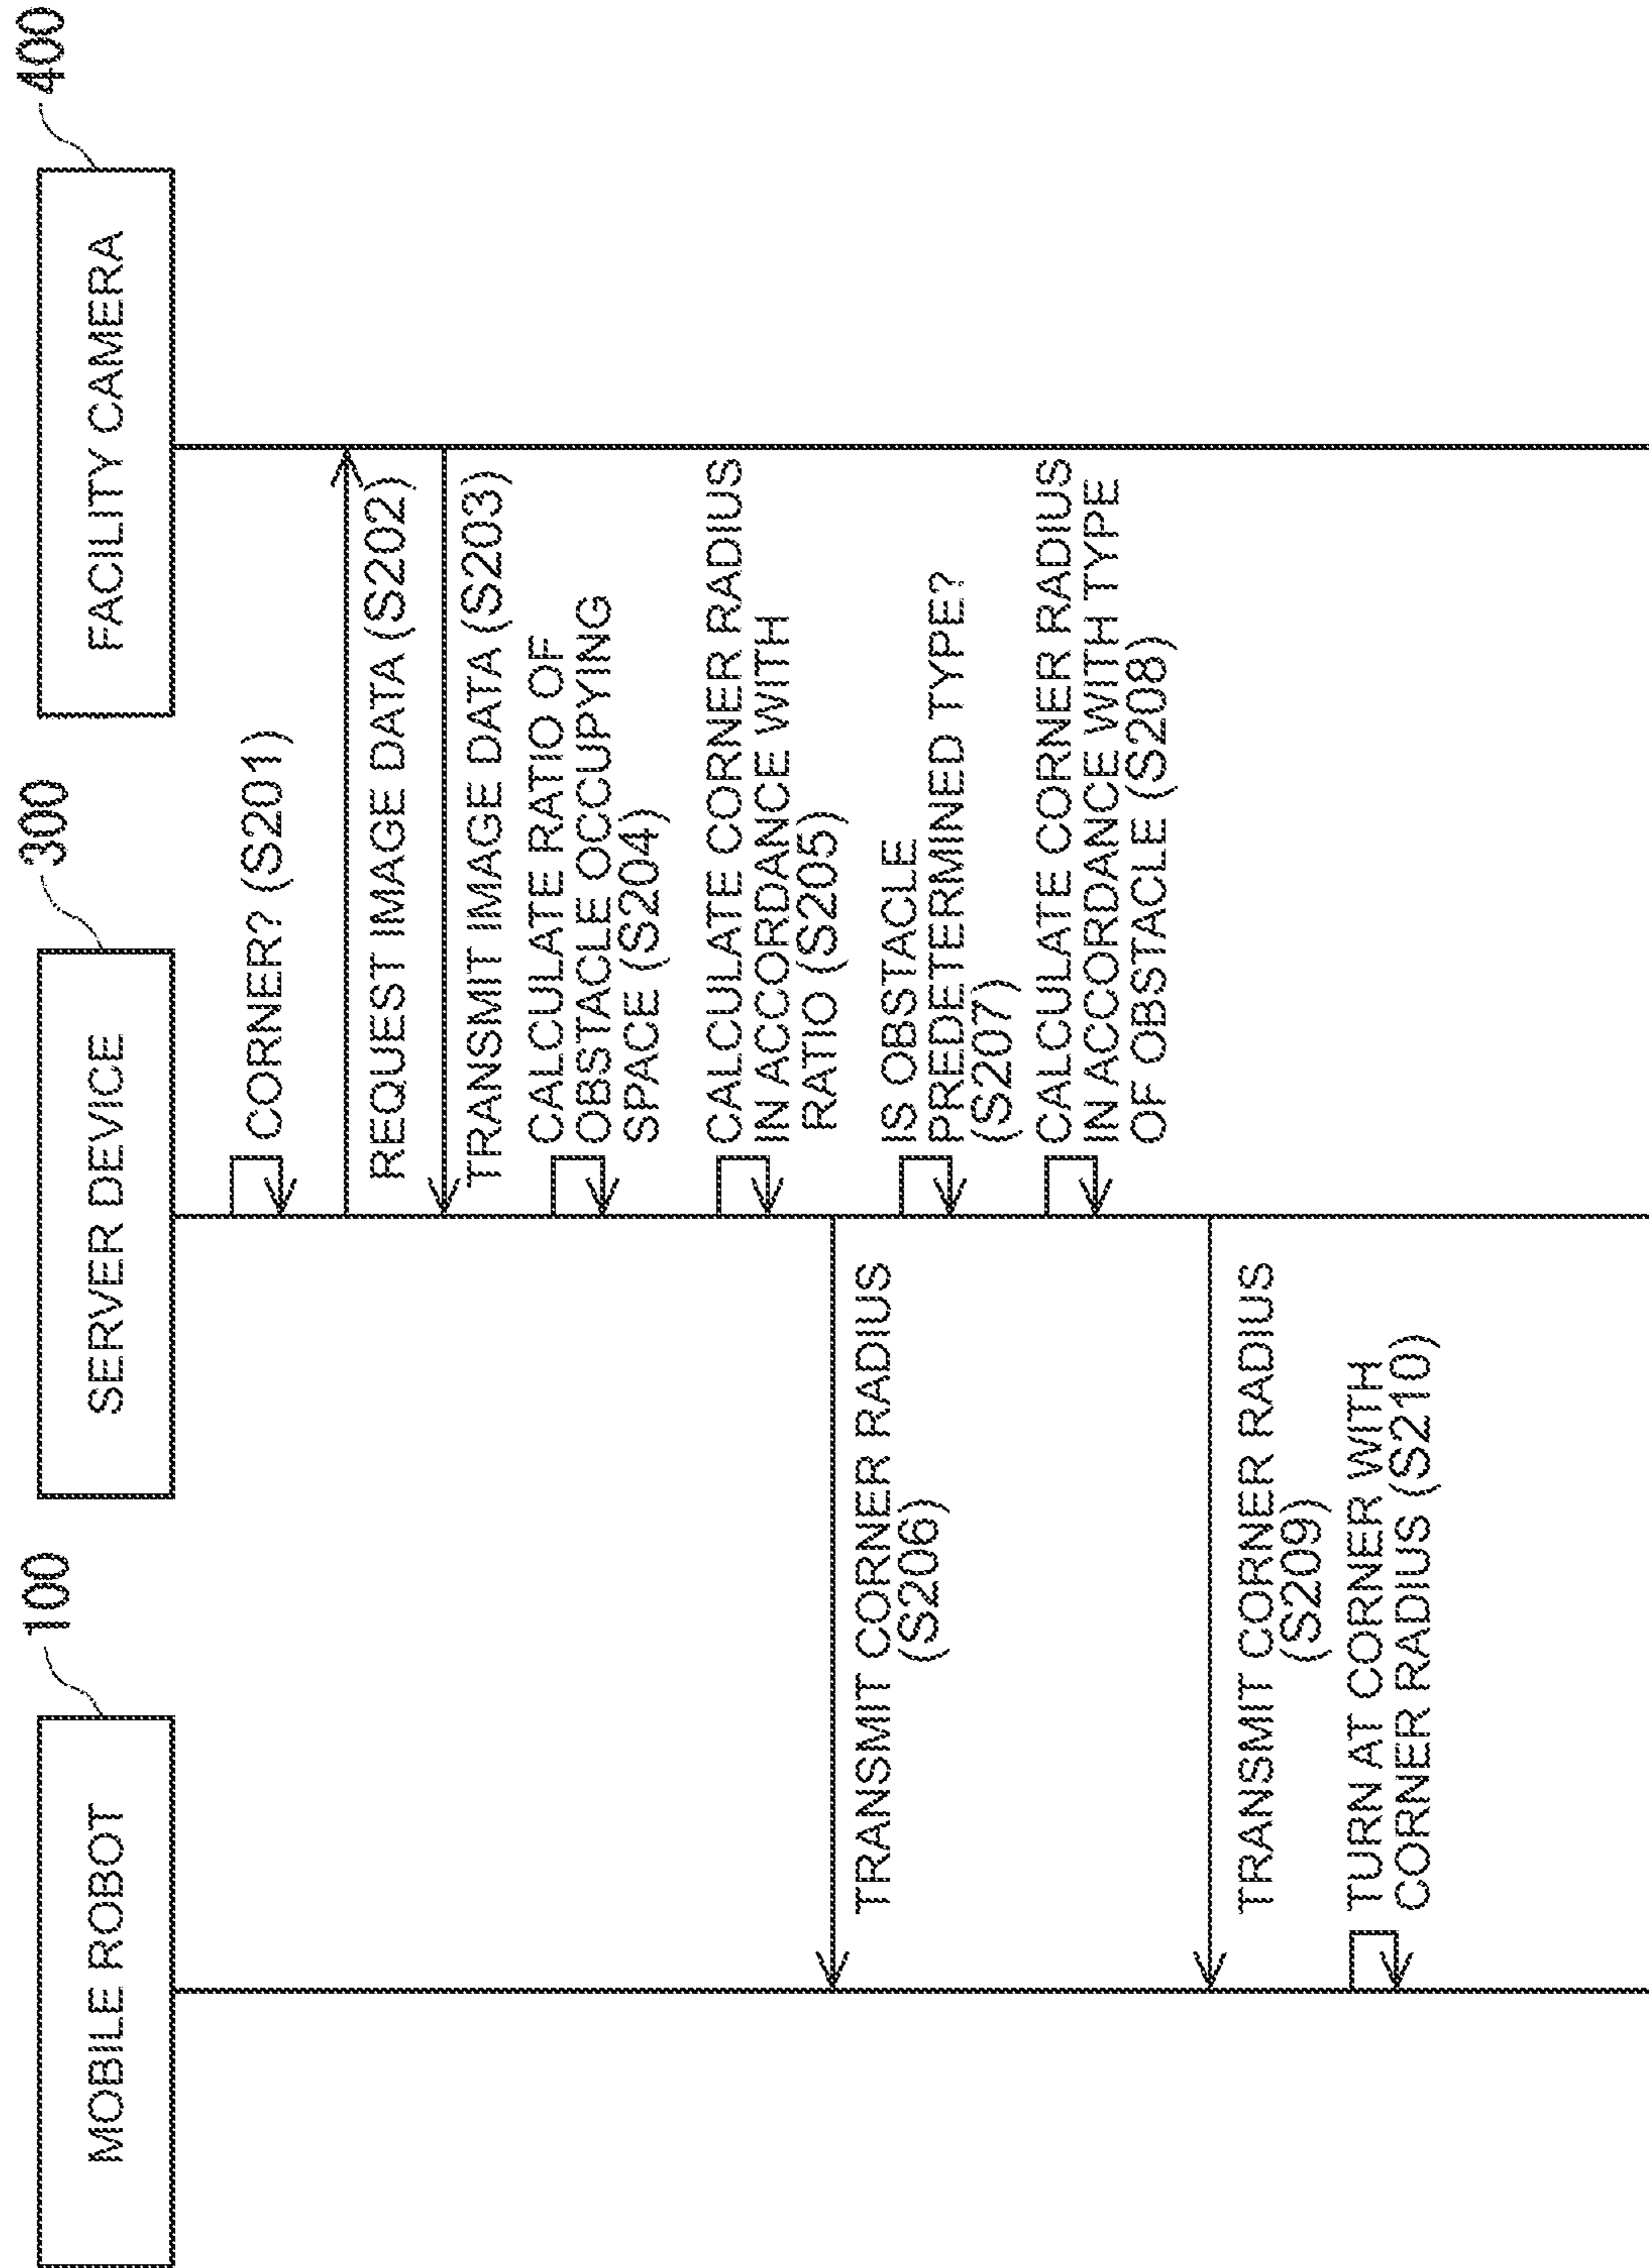 100
300
400
MOBILE ROBOT
SERVER DEVICE
FACILITY CAMERA
CORNER? (S201)
REQUEST IMAGE DATA (S202)
TRANSMIT IMAGE DATA (S203)
CALCULATE RATIO OF
OBSTACLE OCCUPYING
SPACE (S204)
CALCULATE CORNER RADIUS
IN ACCORDANCE WITH
RATIO (S205)
TRANSMIT CORNER RADIUS
(S206)
IS OBSTACLE
PREDETERMINED TYPE?
(S207)
CALCULATE CORNER RADIUS
IN ACCORDANCE WITH TYPE
OF OBSTACLE (S208)
TRANSMIT CORNER RADIUS
(S209)
TURN AT CORNER WITH
CORNER RADIUS (S210)